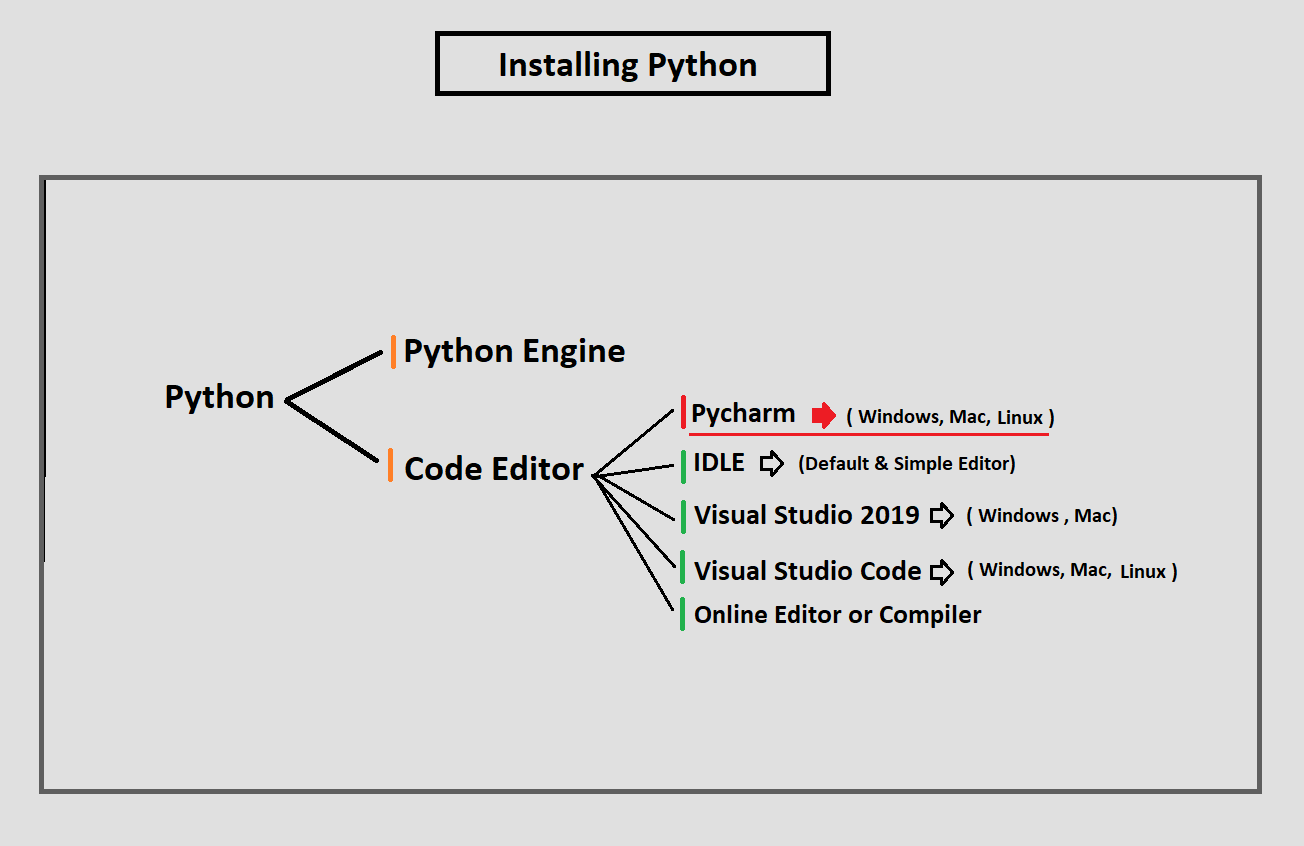 Installing Python
Python Engine
Python
Code Editor
Pycharm ( Windows, Mac, Linux )
IDLE (Default & Simple Editor)
Visual Studio 2019 ( Windows , Mac)
Visual Studio Code ( Windows, Mac, Linux )
Online Editor or Compiler